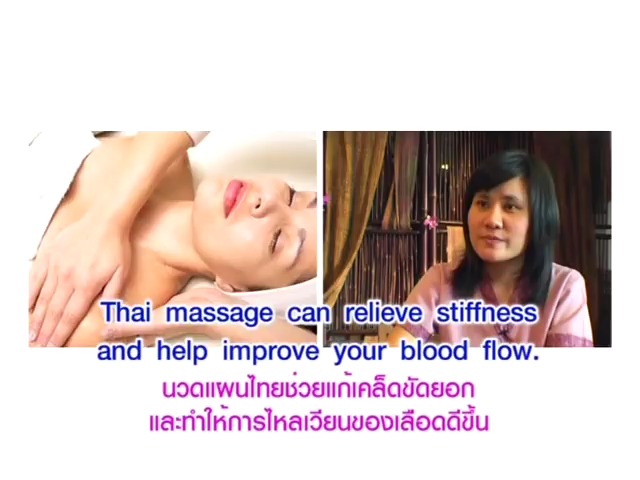 Thai massage can relieve stiffness
and help improve your blood flow.
นวดแผนไทยช่วยแก้เคล็ดขัดยอก
และทำให้การไหลเวียนของเลือดดีขึ้น